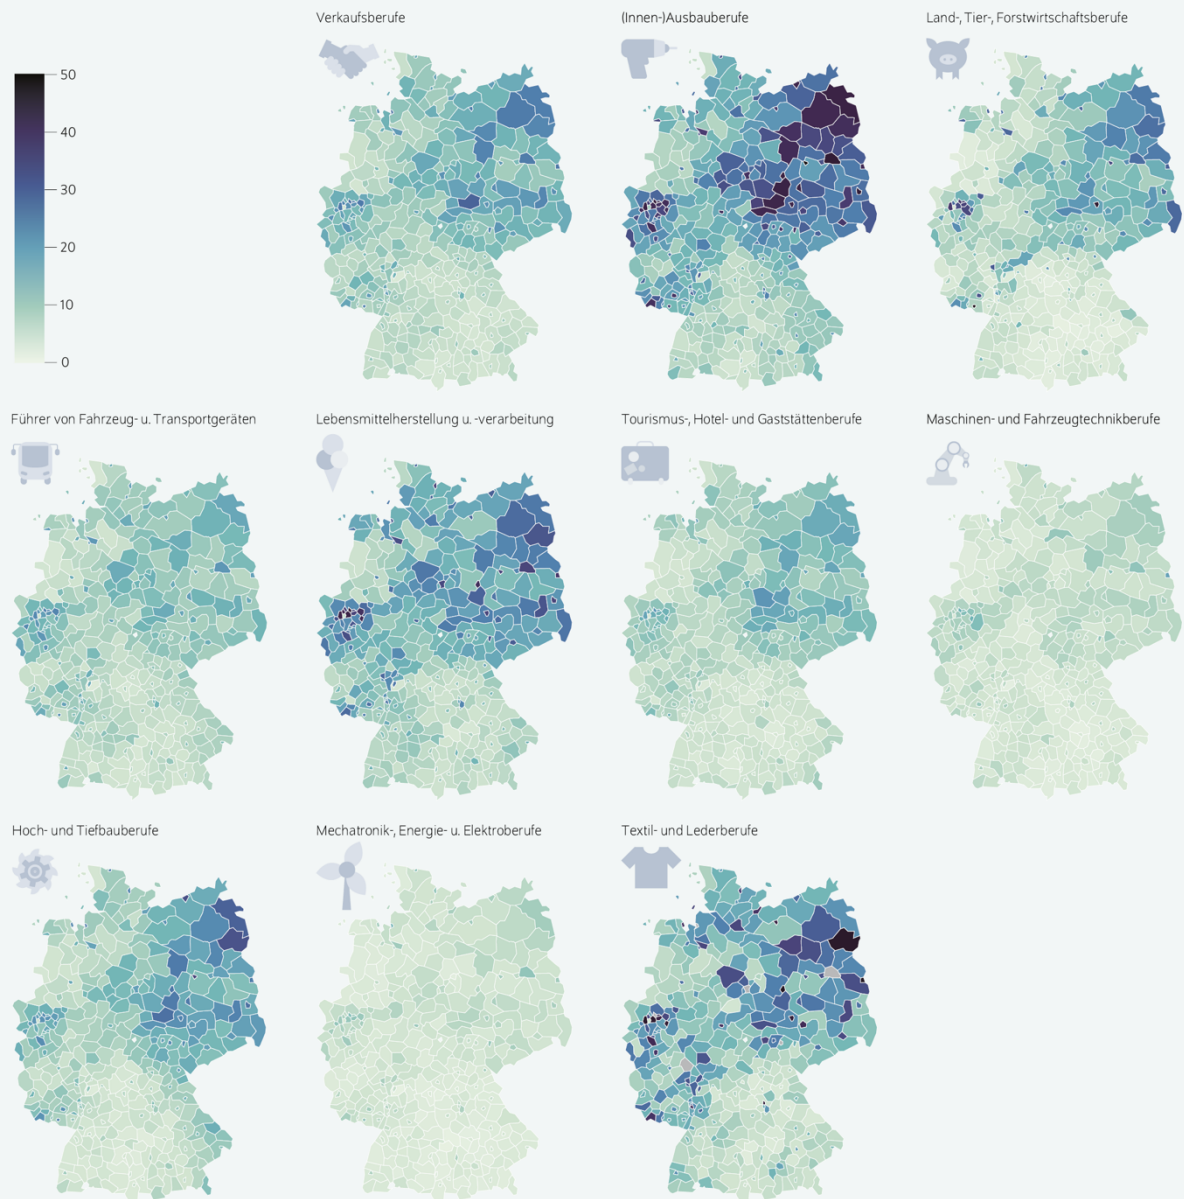 Verkaufsberufe
(Innen-)Ausbauberufe
Land-, Tier-, Forstwirtschaftsberufe
50
40
30
20
10
0
Führer von Fahrzeug- u. Transportgeräten
Lebensmittelherstellung u. -verarbeitung
Tourismus-, Hotel- und Gaststättenberufe
Maschinen- und Fahrzeugtechnikberufe
Hoch- und Tiefbauberufe
Mechatronik-, Energie- u. Elektroberufe
Textil- und Lederberufe